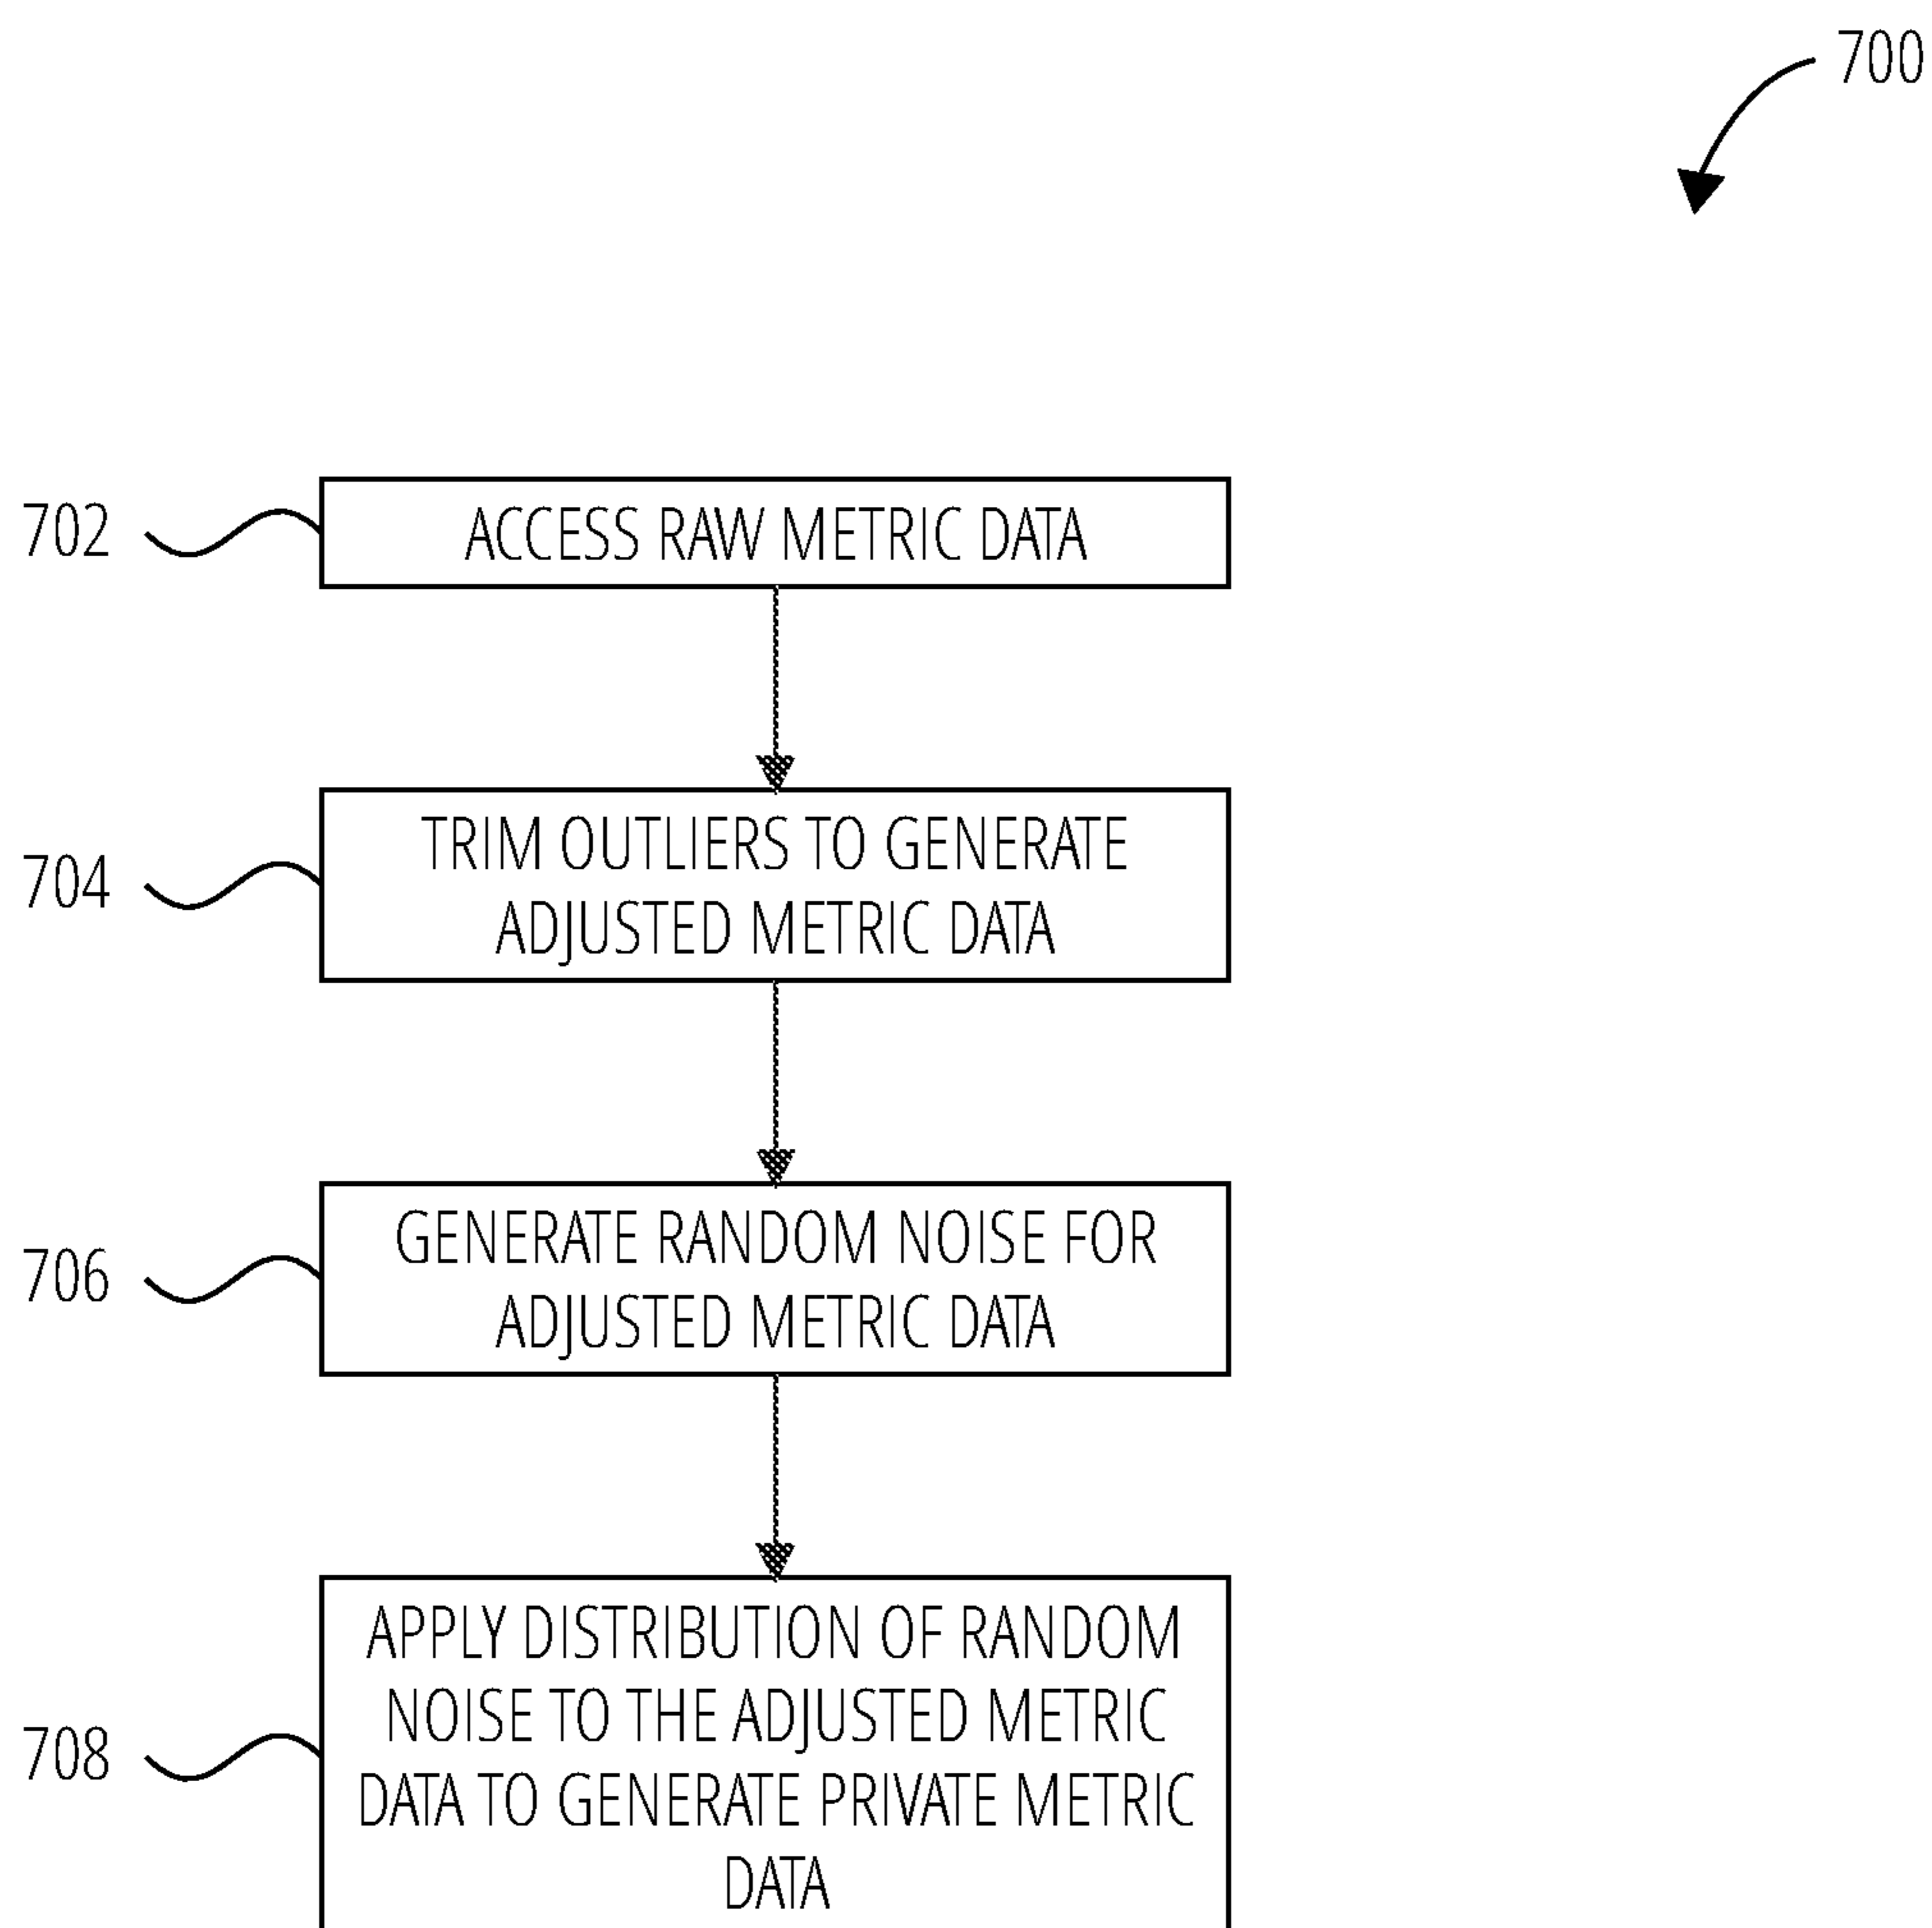 700
702
ACCESS RAW METRIC DATA
704
TRIM OUTLIERS TO GENERATE
ADJUSTED METRIC DATA
706
GENERATE RANDOM NOISE FOR
ADJUSTED METRIC DATA
708
APPLY DISTRIBUTION OF RANDOM
NOISE TO THE ADJUSTED METRIC
DATA TO GENERATE PRIVATE METRIC
DATA